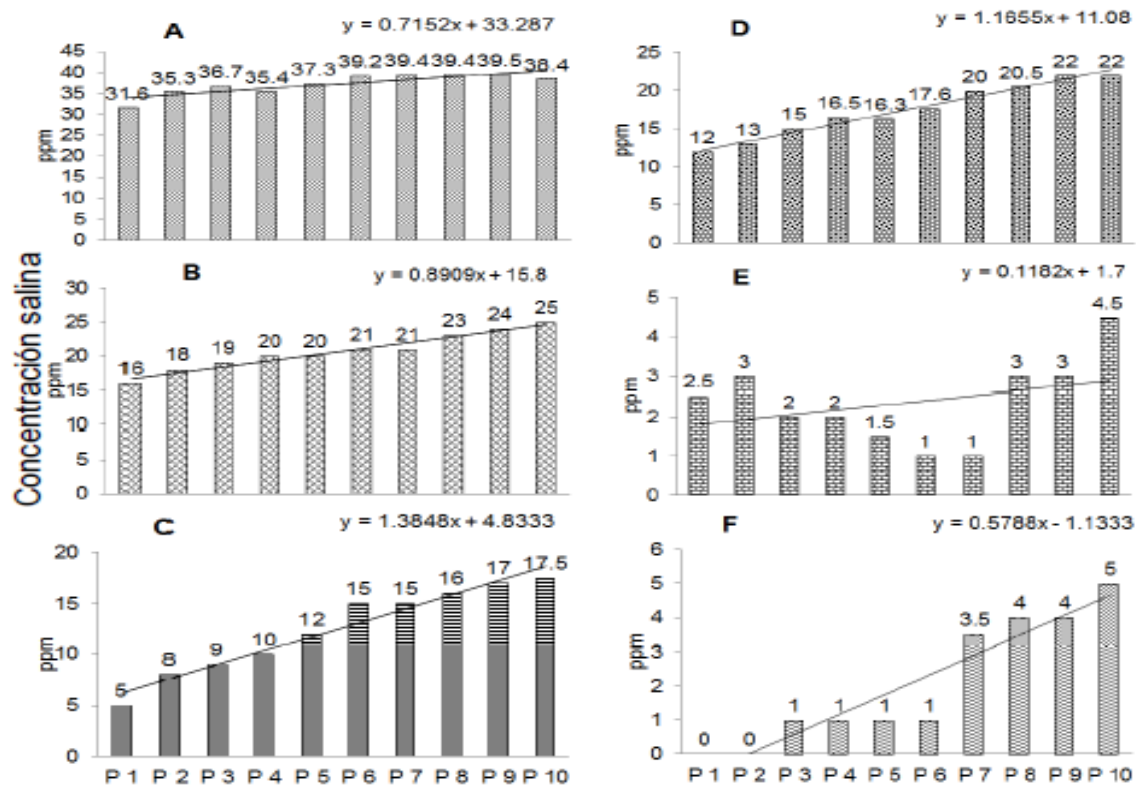 Concentración salina
A
y = 0.7152x + 33.287
ppm
45
40
35
30
25
20
15
10
5
0
31.6 35.3 36.7 35.4 37.3 39.2 39.4 39.4 39.5 38.4
B
y = 0.8909x + 15.8
ppm
30
25
20
15
10
5
0
16 18 19 20 20 21 21 23 24 25
C
y = 1.3848x + 4.8333
ppm
20
15
10
5
0
5 8 9 10 12 15 15 16 17 17.5
P 1 P 2 P 3 P 4 P 5 P 6 P 7 P 8 P 9 P 10
D
y = 1.1655x + 11.08
ppm
25
20
15
10
5
0
12 13 15 16.5 16.3 17.6 20 20.5 22 22
E
y = 0.1182x + 1.7
ppm
5
4
3
2
1
0
2.5 3 2 2 1.5 1 1 3 3 4.5
F
y = 0.5788x - 1.1333
ppm
6
5
4
3
2
1
0
0 0 1 1 1 1 3.5 4 4 5
P 1 P 2 P 3 P 4 P 5 P 6 P 7 P 8 P 9 P 10